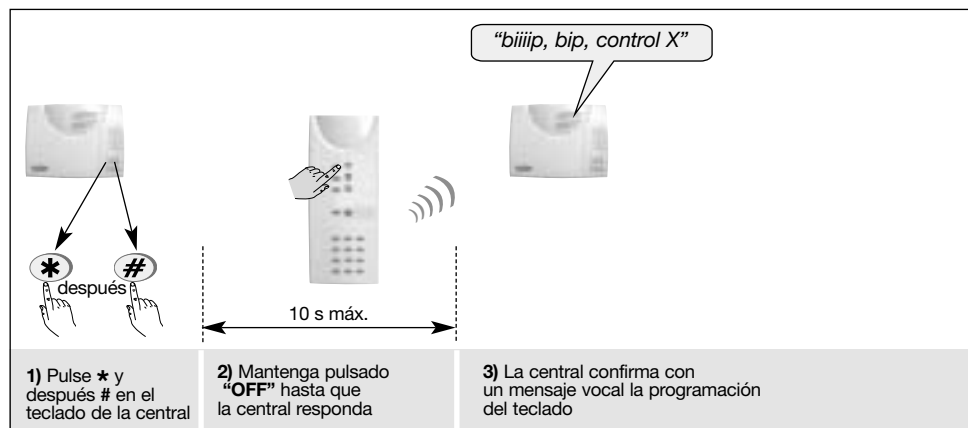 “biiiip, bip, control X”
* después #
10 s máx.
1) Pulse * y
después # en el
teclado de la central
2) Mantenga pulsado
“OFF” hasta que
la central responda
3) La central confirma con
un mensaje vocal la programación
del teclado